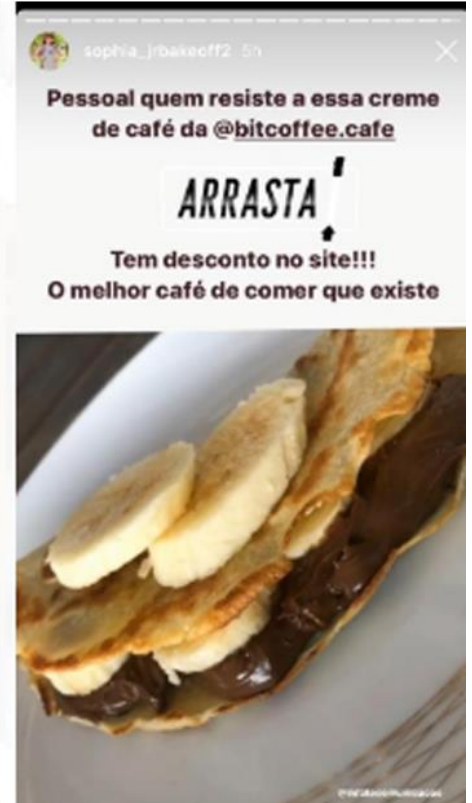 sophia_jrbakeoff2 5h
Pessoal quem resiste a essa creme
de café da @bitcoffee.cafe
ARRASTA!
Tem desconto no site!!!
O melhor café de comer que existe